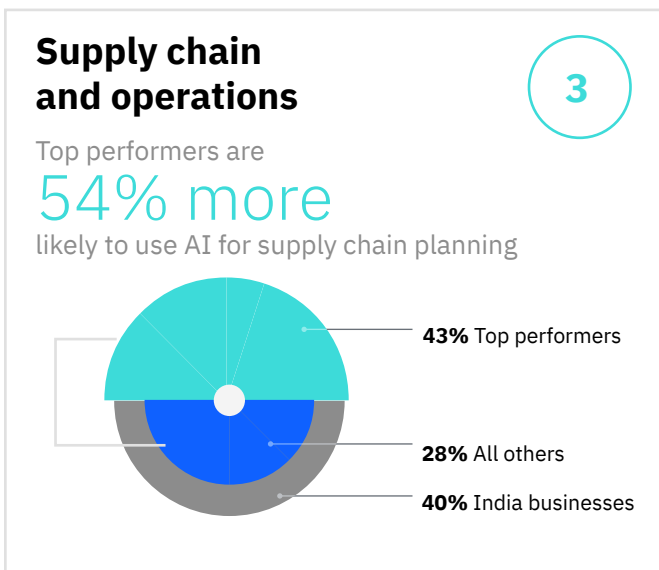 Supply chain
and operations
3
Top performers are
54% more
likely to use AI for supply chain planning
43% Top performers
28% All others
40% India businesses